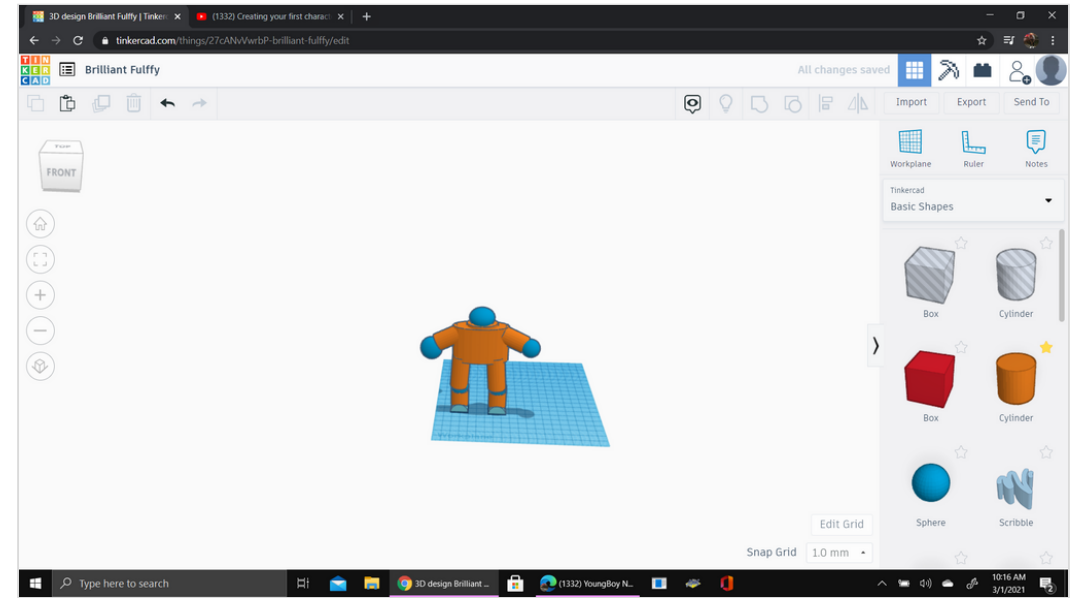 3D design Brilliant Fulffy | Tinkerc
(1332) Creating your first charac
tinkercad.com/things/27cANvVwrbP-brilliant-fulffy/edit
TIN
KER
CAD
Brilliant Fulffy
All changes saved
Import
Export
Send To
FRONT
Workplane
Ruler
Notes
Tinkercad
Basic Shapes
Box
Cylinder
Box
Cylinder
Sphere
Scribble
Edit Grid
Snap Grid
1.0 mm
Type here to search
3D design Brilliant ...
(1332) YoungBoy N...
10:16 AM
3/1/2021
2